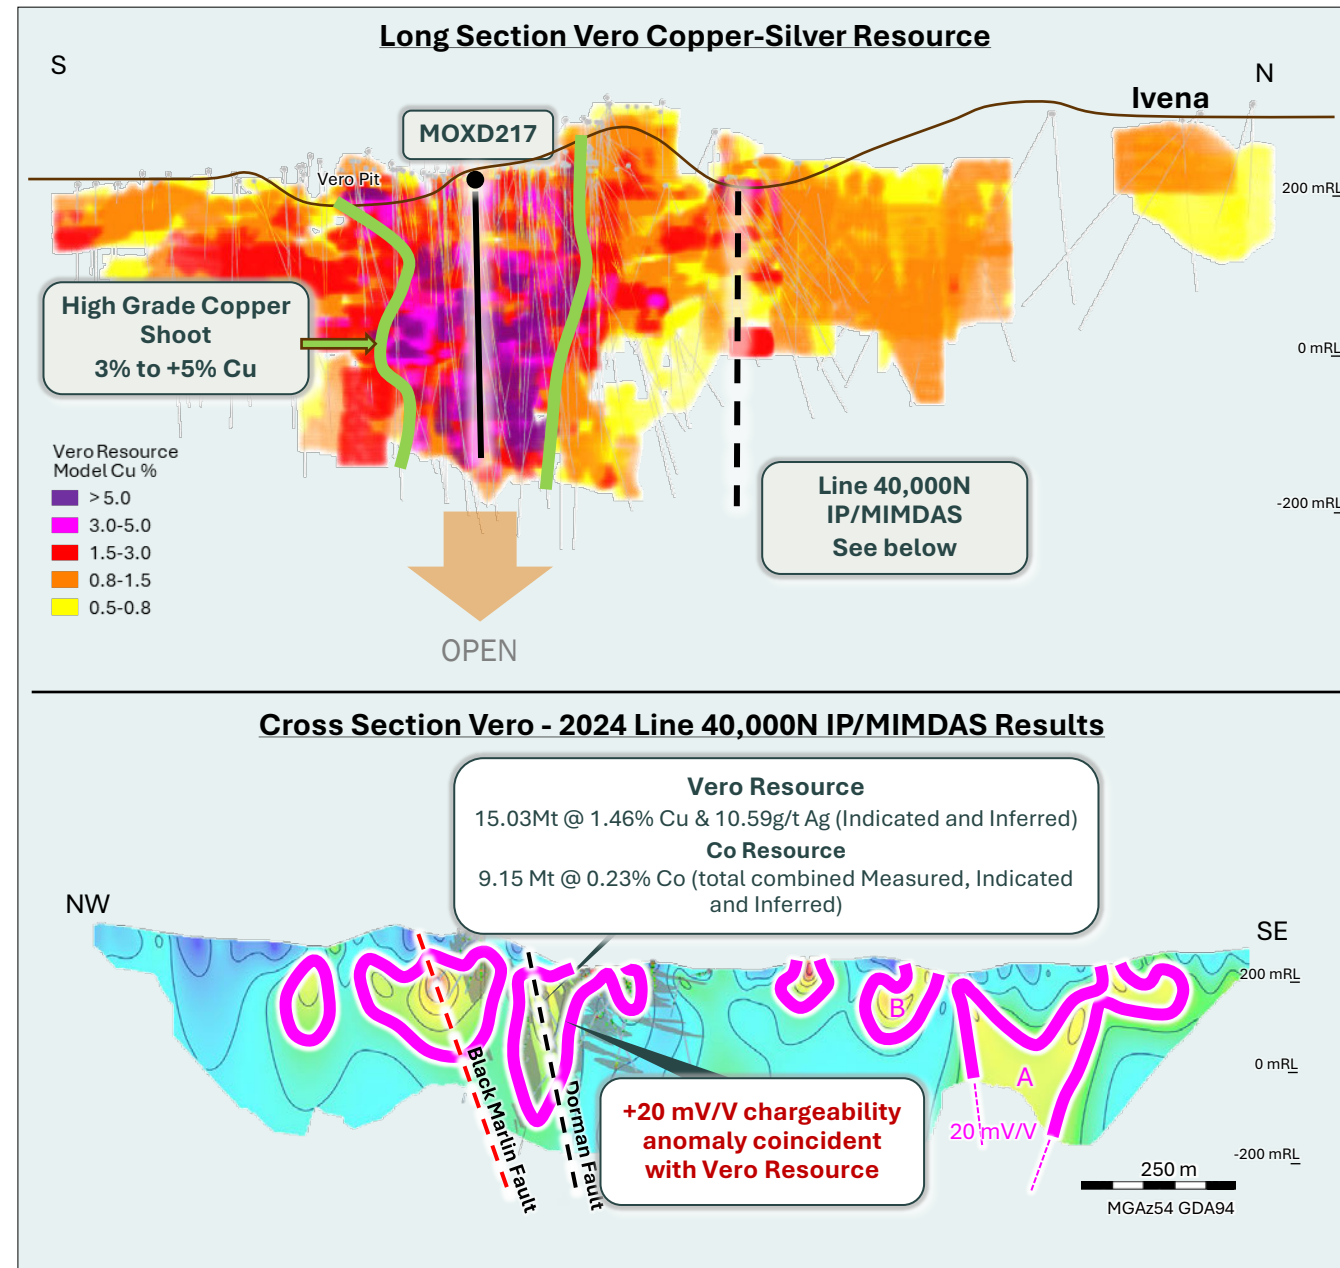 Long Section Vero Copper-Silver Resource
S
N
Ivena
MOXD217
Vero Pit
200 mRL
High Grade Copper
Shoot
3% to +5% Cu
0 mRL
Vero Resource
Model Cu %
> 5.0
3.0-5.0
1.5-3.0
0.8-1.5
0.5-0.8
Line 40,000N
IP/MIMDAS
See below
-200 mRL
OPEN
Cross Section Vero - 2024 Line 40,000N IP/MIMDAS Results
Vero Resource
15.03Mt @ 1.46% Cu & 10.59g/t Ag (Indicated and Inferred)
Co Resource
9.15 Mt @ 0.23% Co (total combined Measured, Indicated
and Inferred)
NW
SE
200 mRL
B
A
0 mRL
Black Marlin Fault
Dorman Fault
+20 mV/V chargeability
anomaly coincident
with Vero Resource
20 mV/V
-200 mRL
250 m
MGAz54 GDA94